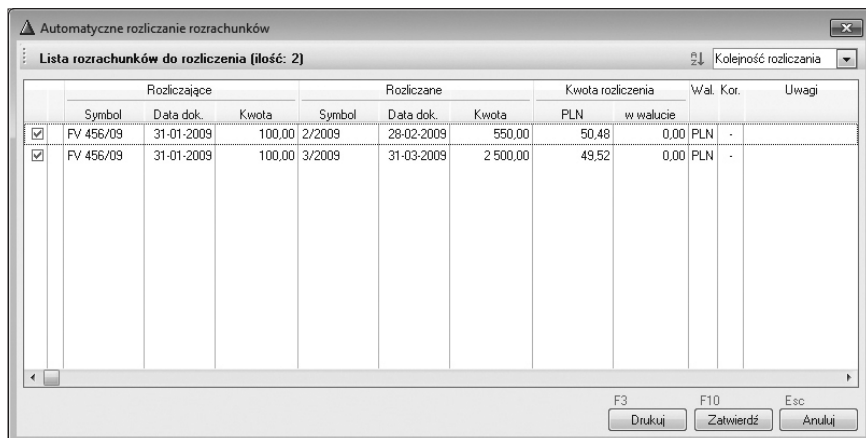 Automatyczne rozliczanie rozrachunków
Lista rozrachunków do rozliczenia (ilość: 2)
Kolejność rozliczania
Rozliczające Rozliczane Kwota rozliczenia Wal. Kor. Uwagi
Symbol Data dok. Kwota Symbol Data dok. Kwota PLN w walucie
FV 456/09 31-01-2009 100,00 2/2009 28-02-2009 550,00 50,48 0,00 PLN -
FV 456/09 31-01-2009 100,00 3/2009 31-03-2009 2 500,00 49,52 0,00 PLN -
F3 F10 Esc
Drukuj Zatwierdź Anuluj